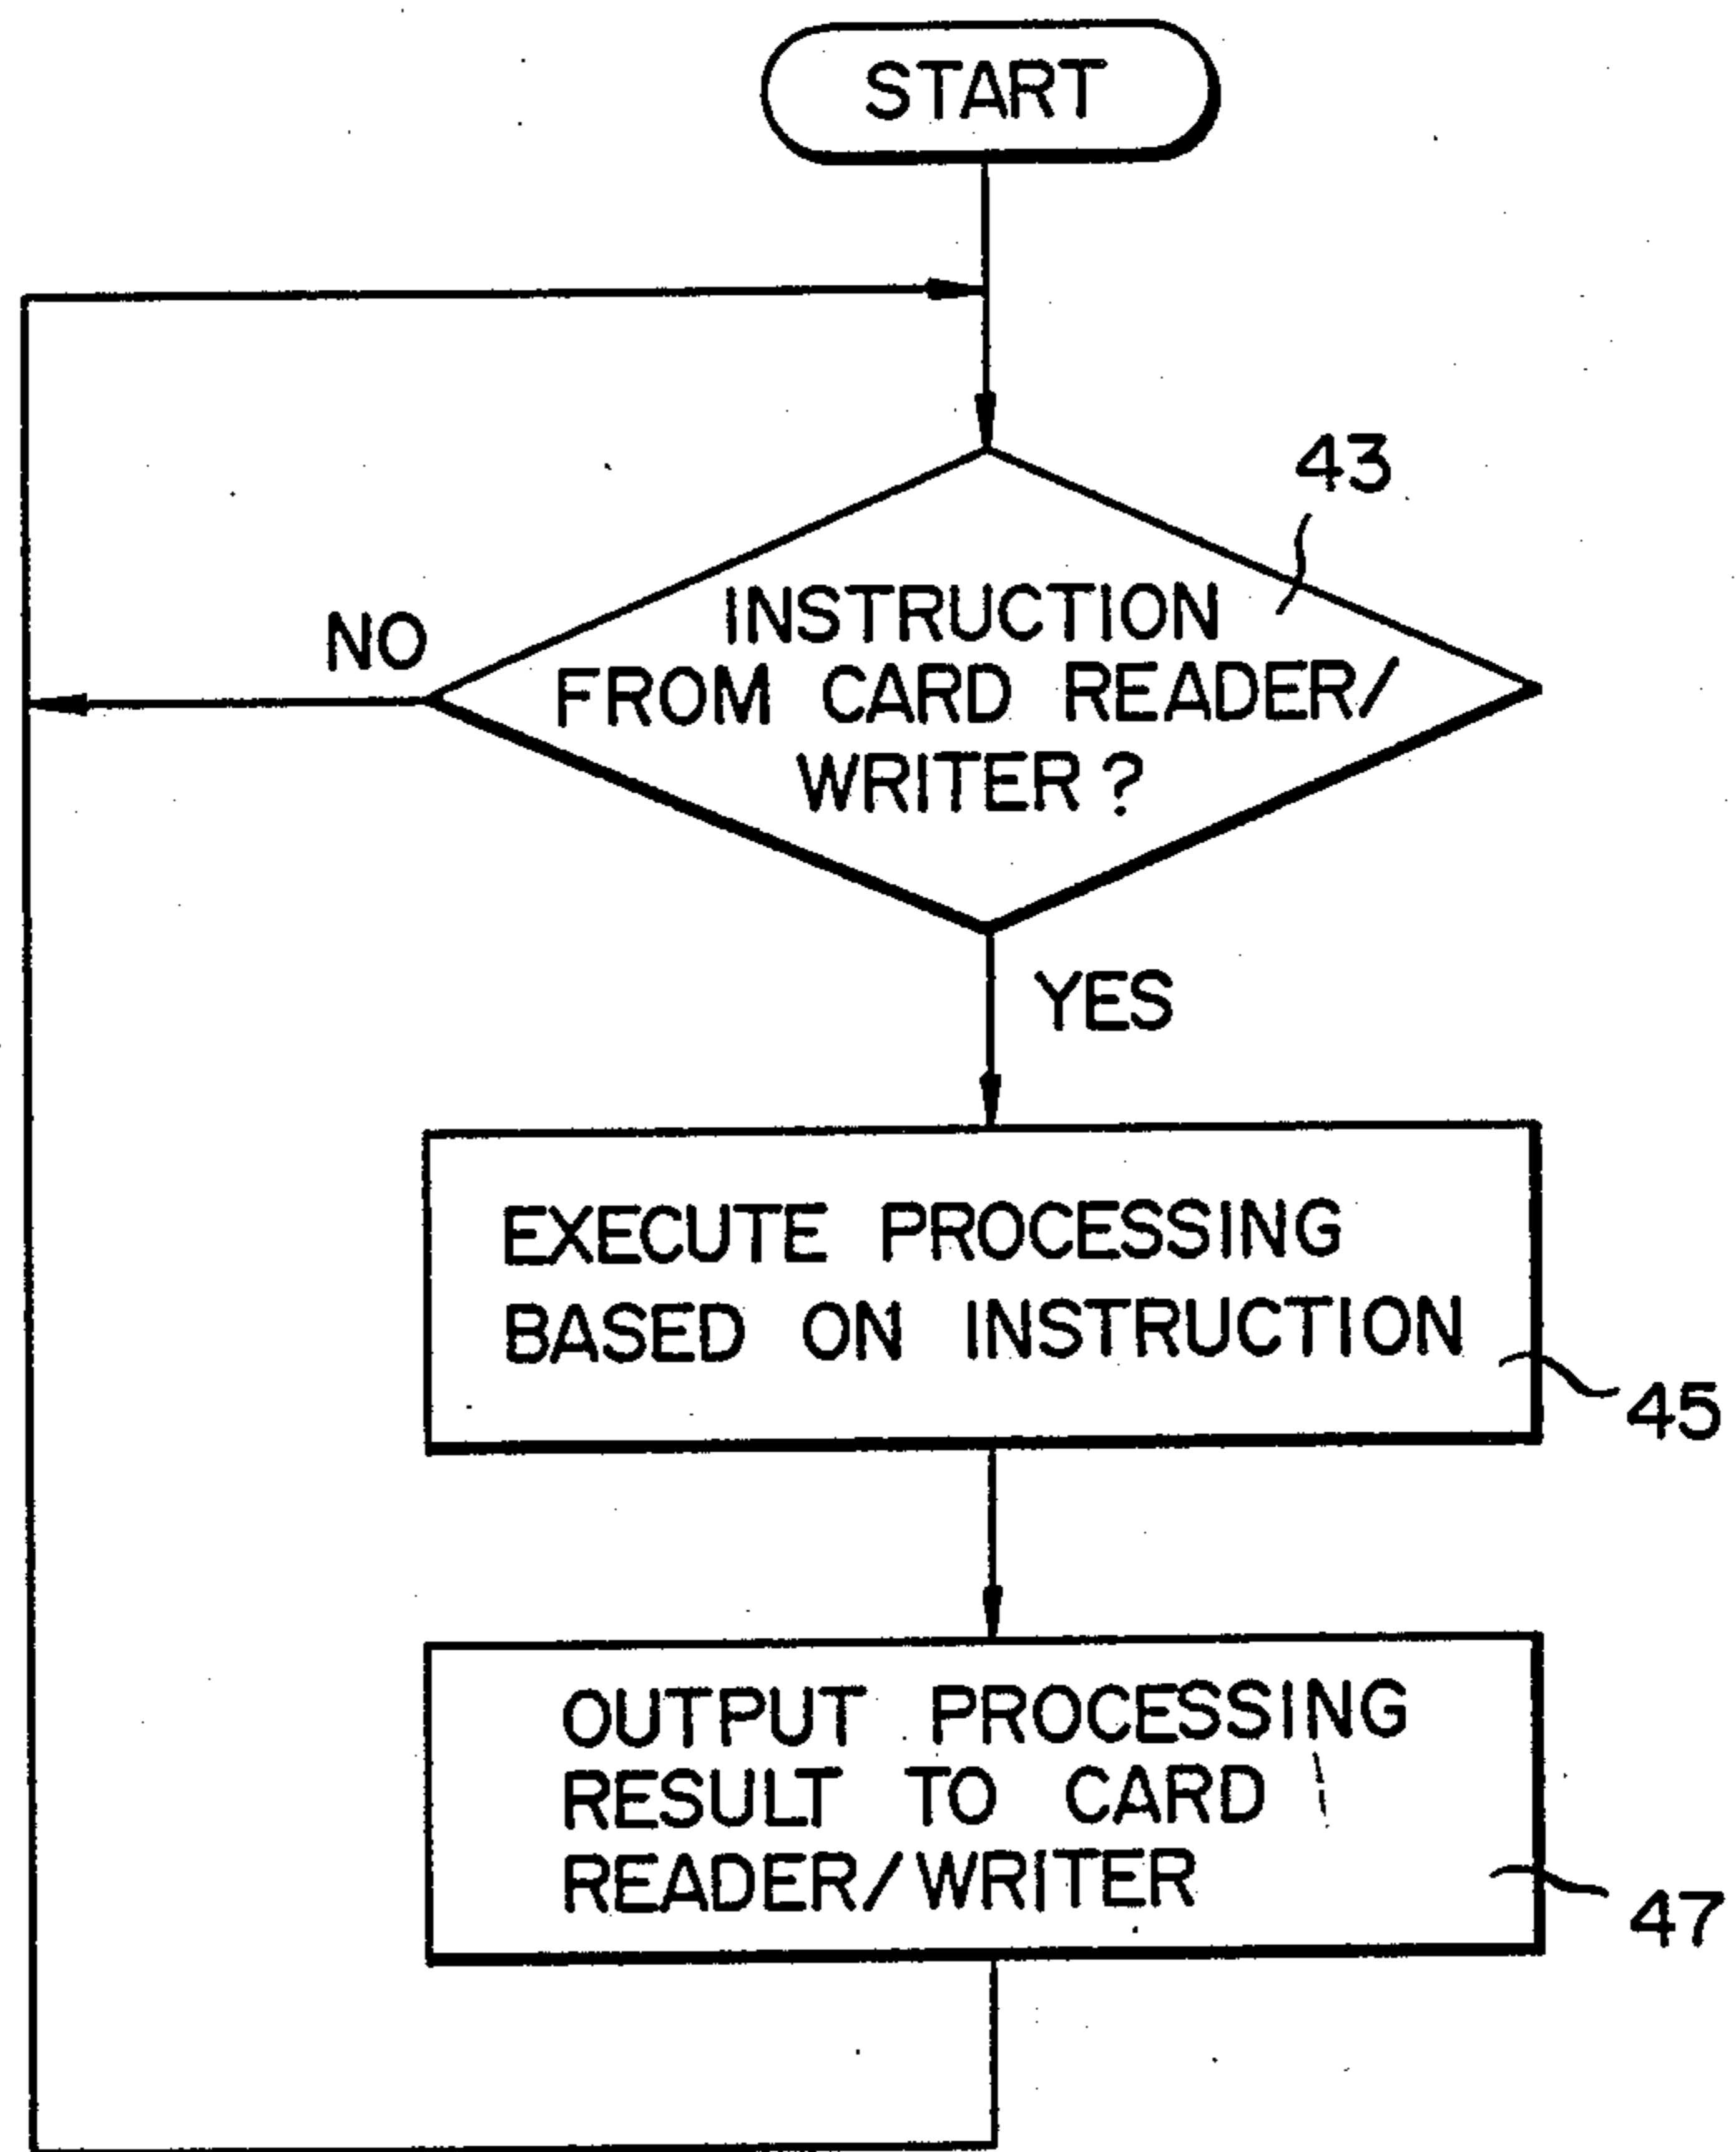 START
43
INSTRUCTION
FROM CARD READER/
WRITER?
NO
YES
EXECUTE PROCESSING
BASED ON INSTRUCTION
45
OUTPUT PROCESSING
RESULT TO CARD
READER/WRITER
47